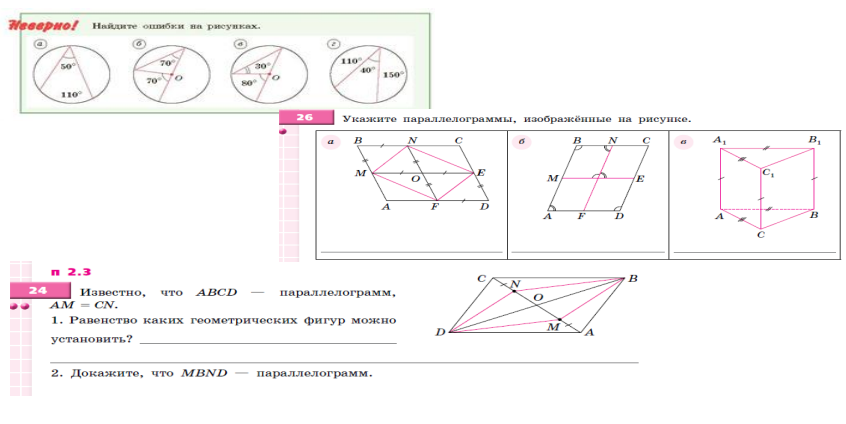 Неверно! Найдите ошибки на рисунках.
а б в г
50° 110°
70° 70° O
30° 80° O
110° 40° 150°
26 Укажите параллелограммы, изображённые на рисунке.
а B N C M O E A F D
б B N C M E A F D
в A₁ B₁ C₁ A B C
п 2.3
24 Известно, что ABCD — параллелограмм,
AM = CN.
1. Равенство каких геометрических фигур можно
установить?
2. Докажите, что MBND — параллелограмм.
C N B O D M A